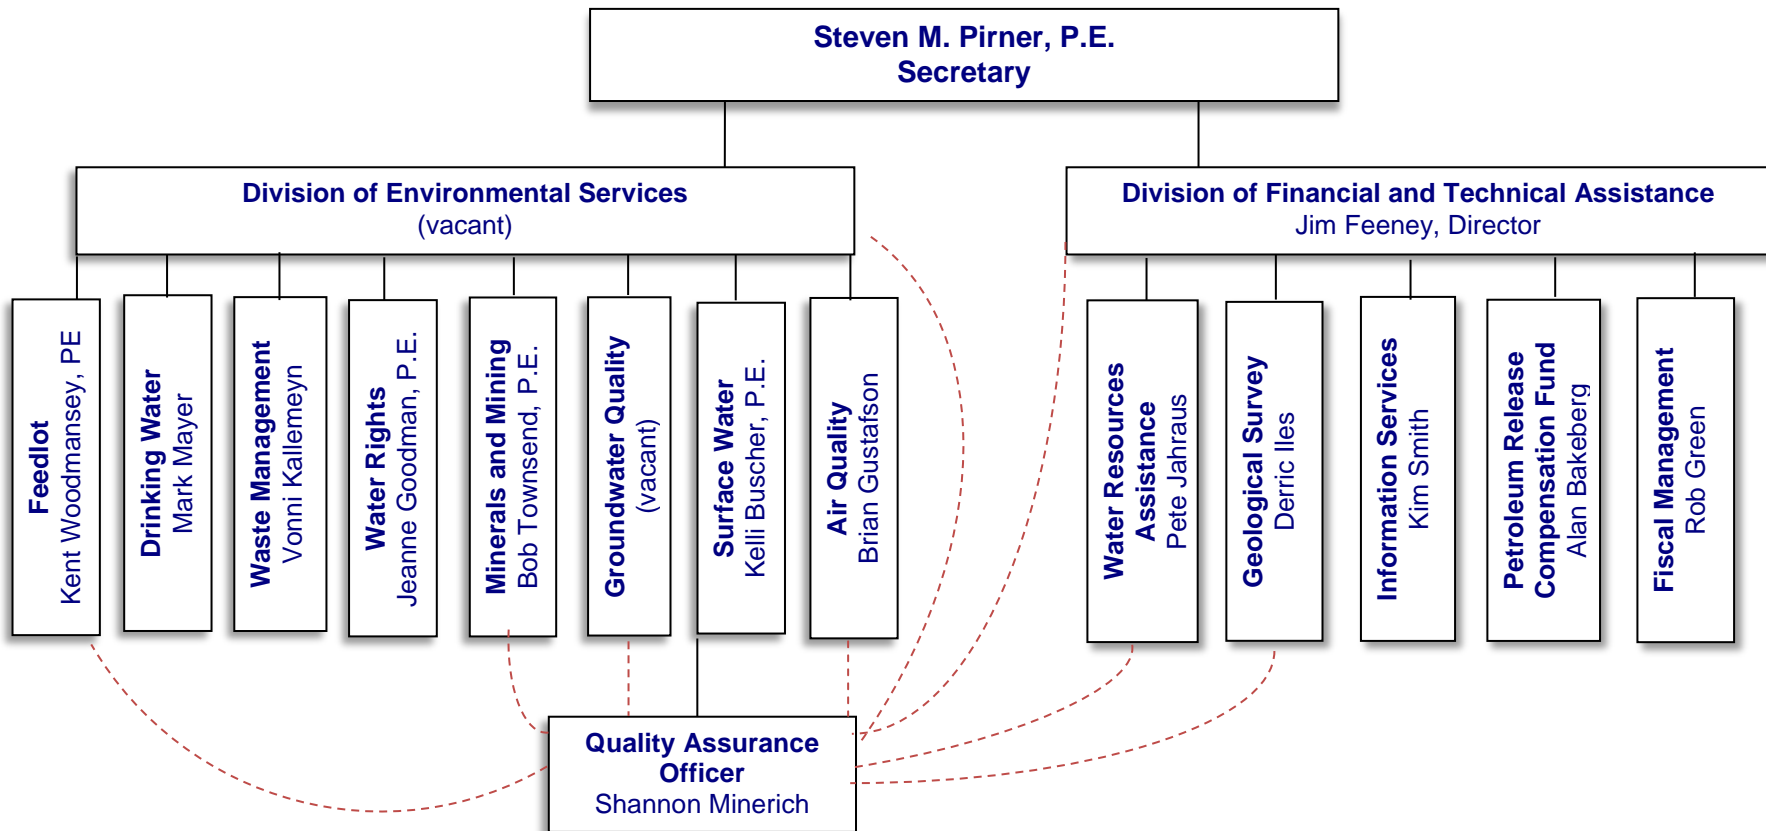 Steven M. Pirner, P.E.
Secretary
Division of Environmental Services
(vacant)
Division of Financial and Technical Assistance
Jim Feeney, Director
Feedlot
Kent Woodmansey, PE
Drinking Water
Mark Mayer
Waste Management
Vonni Kallemeyn
Water Rights
Jeanne Goodman, P.E.
Minerals and Mining
Bob Townsend, P.E.
Groundwater Quality
(vacant)
Surface Water
Kelli Buscher, P.E.
Air Quality
Brian Gustafson
Water Resources
Assistance
Pete Jahraus
Geological Survey
Derric Iles
Information Services
Kim Smith
Petroleum Release
Compensation Fund
Alan Bakeberg
Fiscal Management
Rob Green
Quality Assurance
Officer
Shannon Minerich